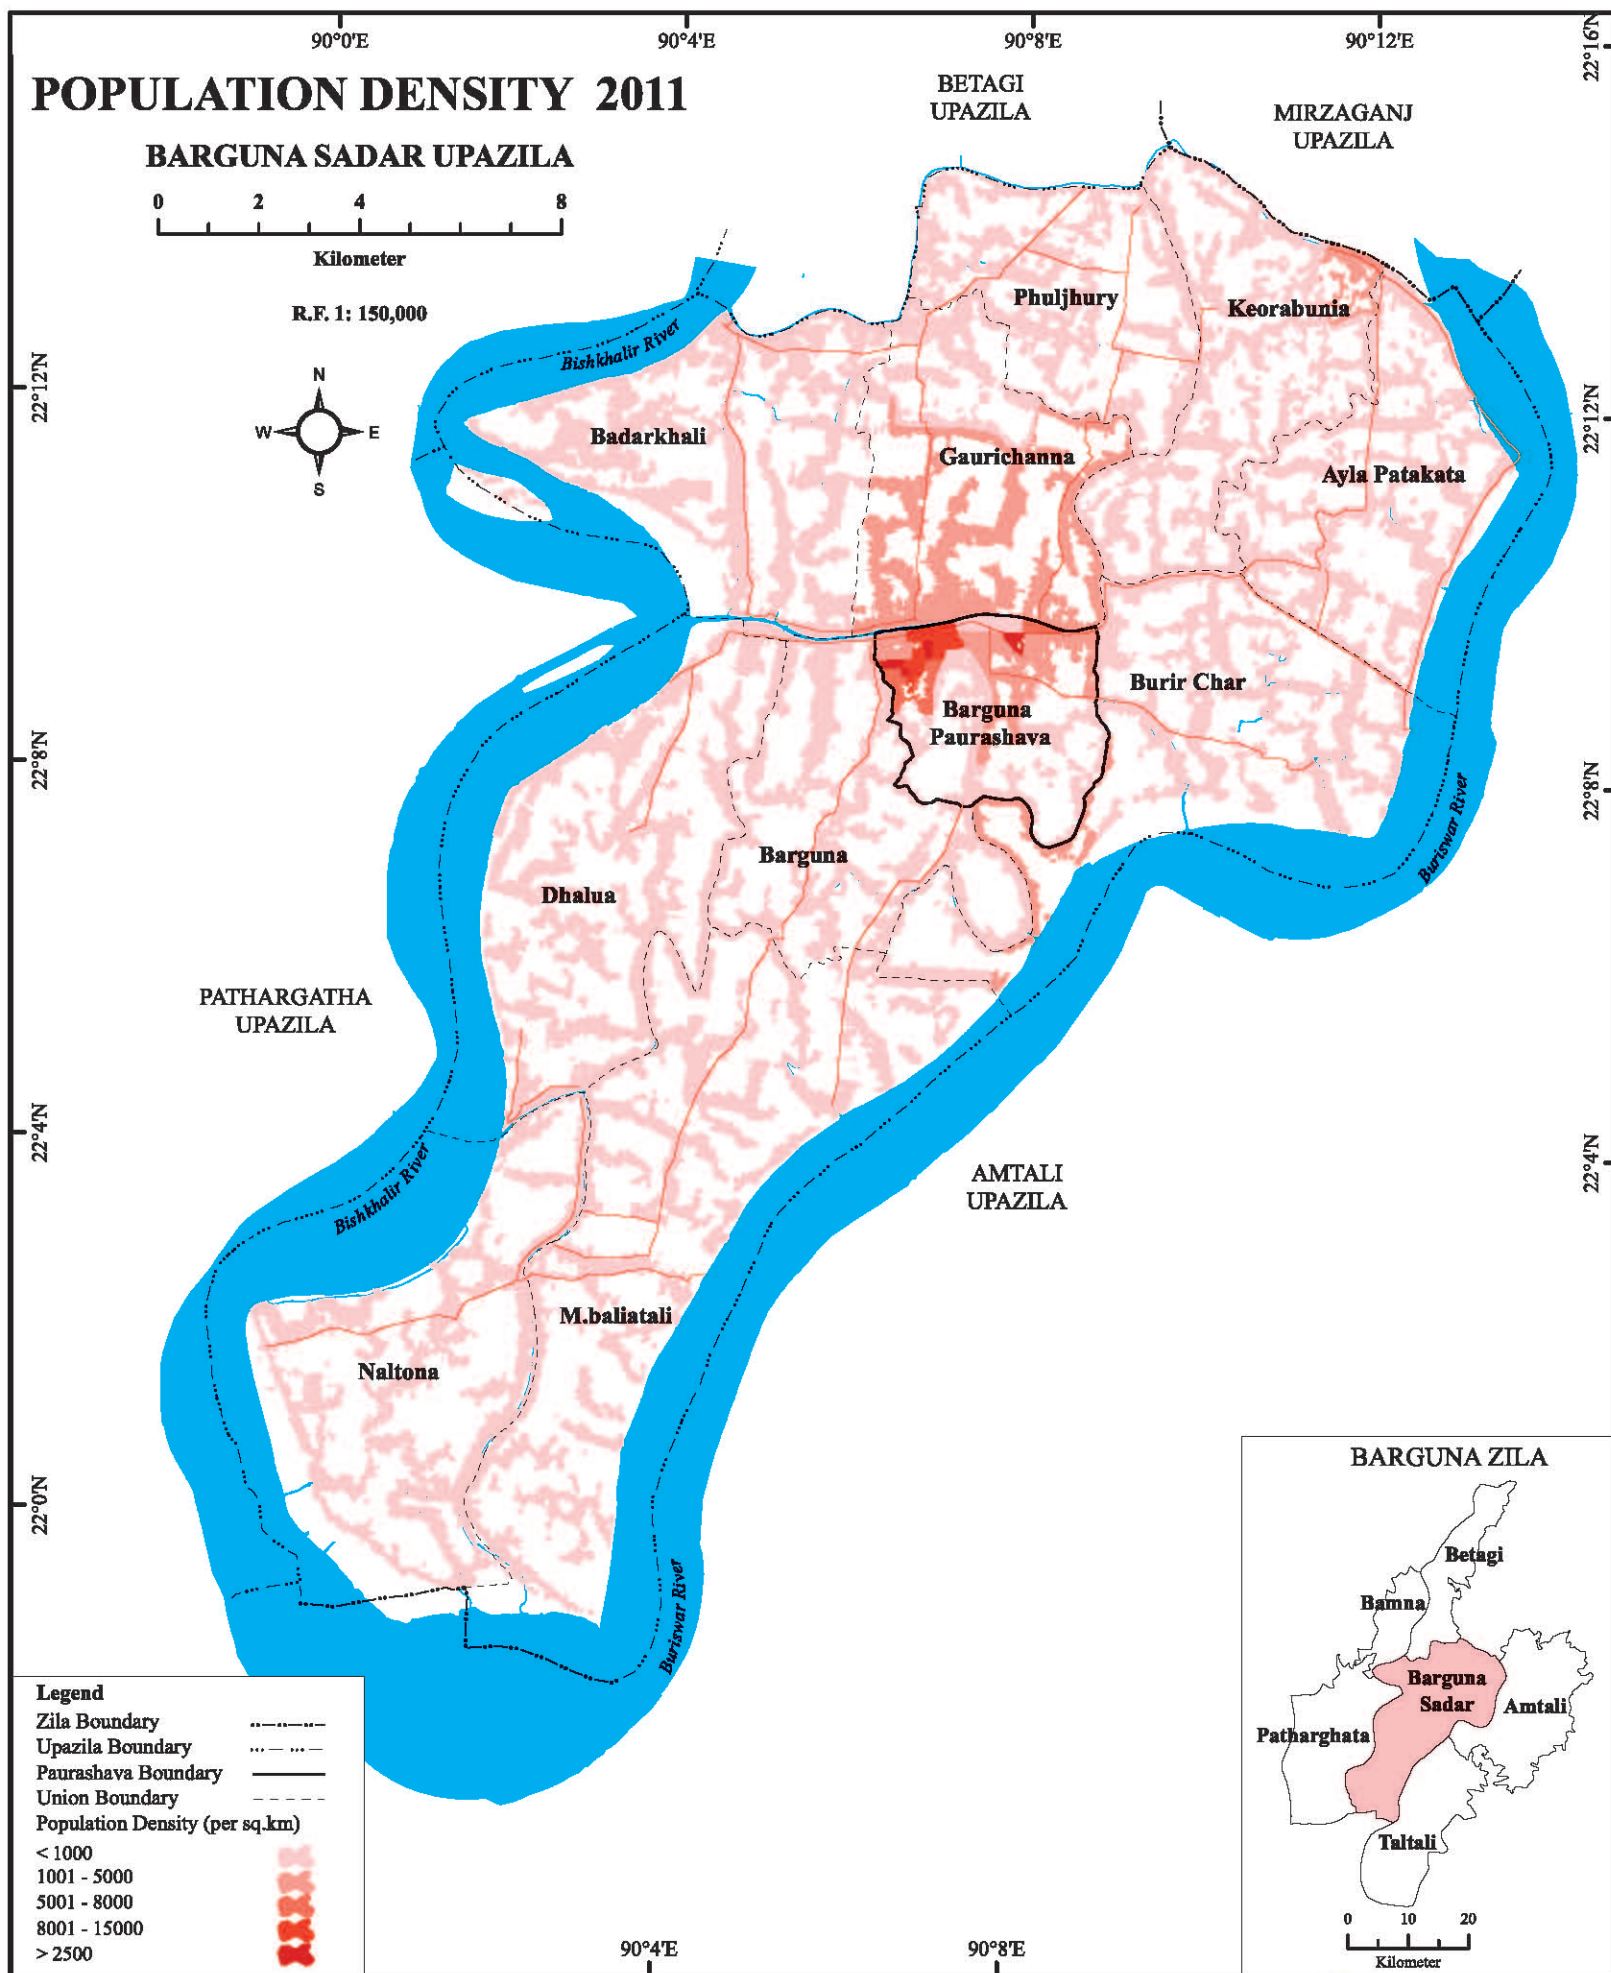 90°0'E
90°4'E
90°8'E
90°12'E
22°16'N
POPULATION DENSITY 2011
BARGUNA SADAR UPAZILA
0 2 4 6 8
Kilometer
R.F. 1: 150,000
N
W E
S
BETAGI
UPAZILA
MIRZAGANJ
UPAZILA
22°12'N
22°12'N
Bishkhalir River
Phuljhury
Keorabunia
Badarkhali
Gaurichanna
Ayla Patakata
Burir Char
Barguna
Paurashava
22°8'N
22°8'N
Buriswar River
Barguna
Dhalua
PATHARGATHA
UPAZILA
22°4'N
22°4'N
AMTALI
UPAZILA
Bishkhalir River
M.baliatali
Naltona
22°0'N
Buriswar River
BARGUNA ZILA
Betagi
Bamna
Barguna
Sadar
Amtali
Patharghata
Taltali
0 10 20
Kilometer
Legend
Zila Boundary
Upazila Boundary
Paurashava Boundary
Union Boundary
Population Density (per sq.km)
< 1000
1001 - 5000
5001 - 8000
8001 - 15000
> 2500
90°4'E
90°8'E